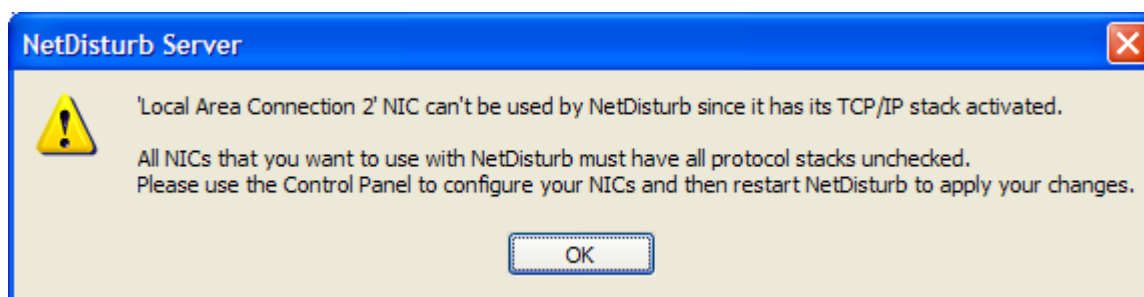 NetDisturb Server
'Local Area Connection 2' NIC can't be used by NetDisturb since it has its TCP/IP stack activated.
All NICs that you want to use with NetDisturb must have all protocol stacks unchecked.
Please use the Control Panel to configure your NICs and then restart NetDisturb to apply your changes.
OK